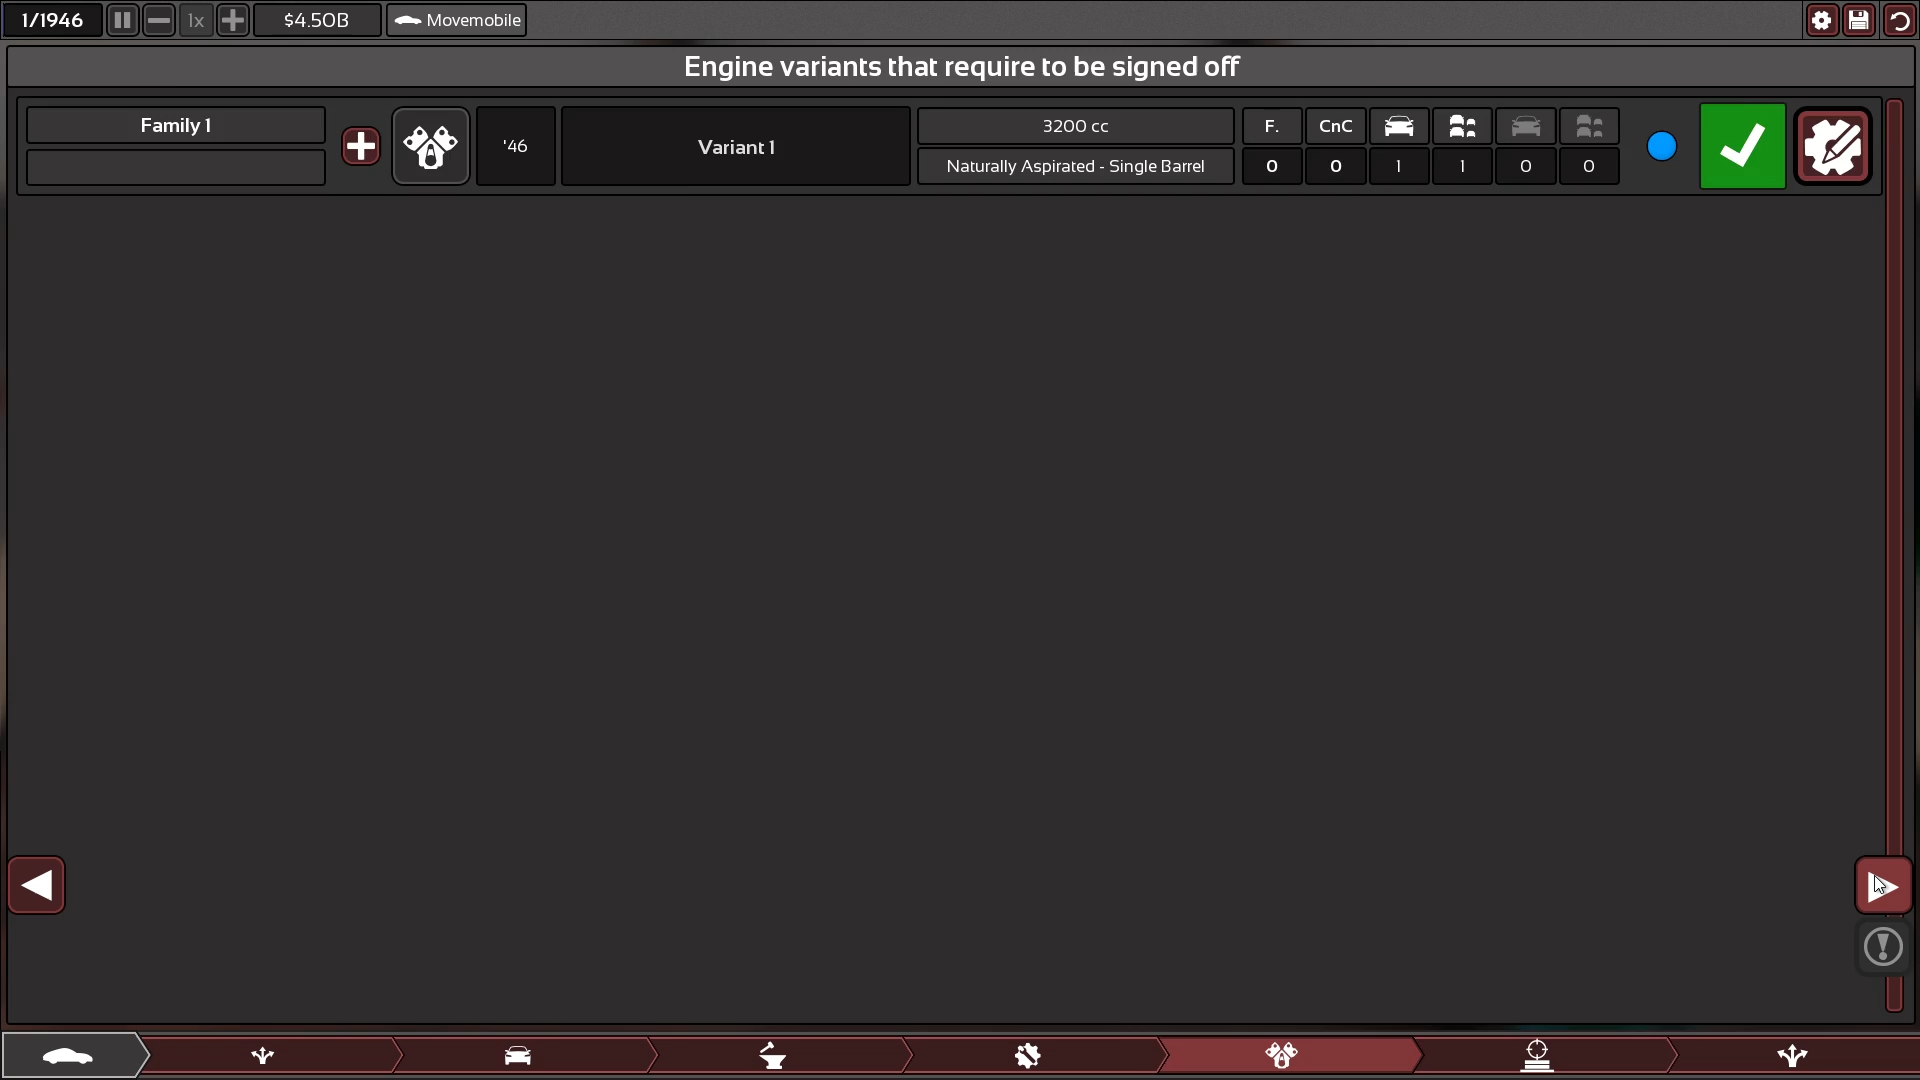 1/1946
1x
$4.50B
Movemobile
Engine variants that require to be signed off
Family 1
'46
Variant 1
3200 cc
Naturally Aspirated - Single Barrel
F.
CnC
0
0
1
1
0
0